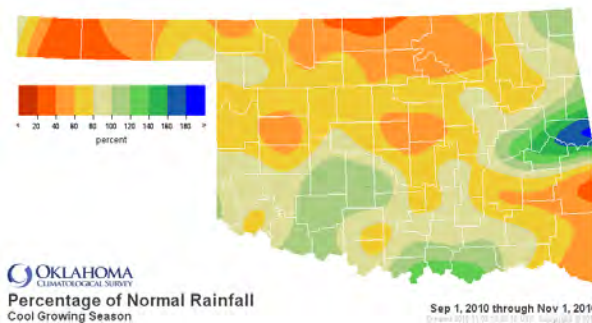 < 20 40 60 80 100 120 140 160 180 >
percent
OKLAHOMA
CLIMATOLOGICAL SURVEY
Percentage of Normal Rainfall
Cool Growing Season
Sep 1, 2010 through Nov 1, 2010